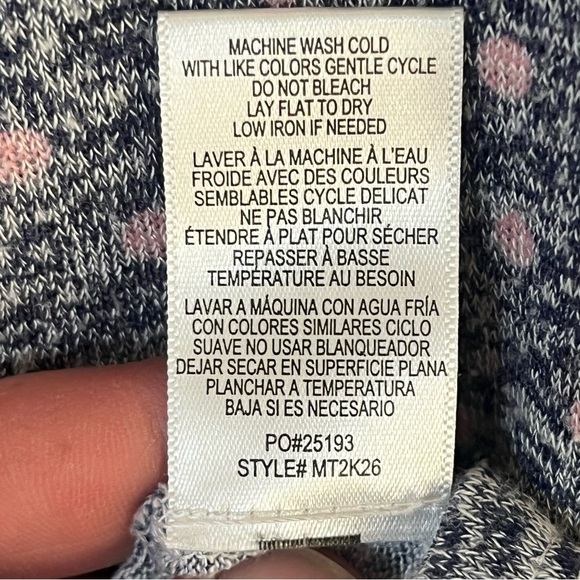 MACHINE WASH COLD
WITH LIKE COLORS GENTLE CYCLE
DO NOT BLEACH
LAY FLAT TO DRY
LOW IRON IF NEEDED
LAVER À LA MACHINE À L'EAU
FROIDE AVEC DES COULEURS
SEMBLABLES CYCLE DELICAT
NE PAS BLANCHIR
ÉTENDRE À PLAT POUR SÉCHER
REPASSER À BASSE
TEMPÉRATURE AU BESOIN
LAVAR A MÁQUINA CON AGUA FRÍA
CON COLORES SIMILARES CICLO
SUAVE NO USAR BLANQUEADOR
DEJAR SECAR EN SUPERFICIE PLANA
PLANCHAR A TEMPERATURA
BAJA SI ES NECESARIO
PO#25193
STYLE# MT2K26